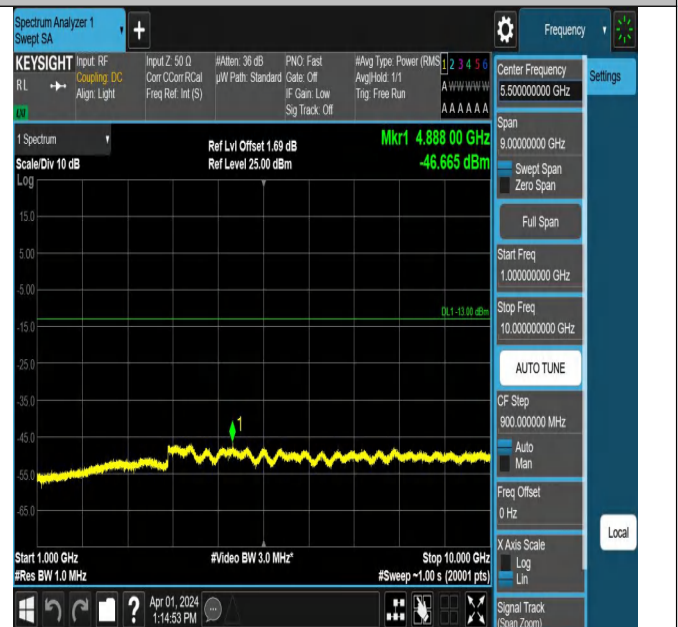 Spectrum Analyzer 1
Swept SA
+
Frequency
KEYSIGHT
RL
LXI
Input: RF
Coupling: DC
Align: Light
Input Z: 50 Ω
Corr CCorr RCal
Freq Ref: Int (S)
#Atten: 36 dB
µW Path: Standard
PNO: Fast
Gate: Off
IF Gain: Low
Sig Track: Off
#Avg Type: Power (RMS
Avg|Hold: 1/1
Trig: Free Run
1 2 3 4 5 6
A WW WW W
A A A A A A
1 Spectrum
Scale/Div 10 dB
Log
Ref Lvl Offset 1.69 dB
Ref Level 25.00 dBm
Mkr1 4.888 00 GHz
-46.665 dBm
15.0
5.00
-5.00
-15.0
-25.0
-35.0
-45.0
-55.0
-65.0
DL1 -13.00 dBm
1
Start 1.000 GHz
#Res BW 1.0 MHz
#Video BW 3.0 MHz*
Stop 10.000 GHz
#Sweep ~1.00 s (20001 pts)
Apr 01, 2024
1:14:53 PM
?
Center Frequency
5.500000000 GHz
Settings
Span
9.00000000 GHz
Swept Span
Zero Span
Full Span
Start Freq
1.000000000 GHz
Stop Freq
10.000000000 GHz
AUTO TUNE
CF Step
900.000000 MHz
Auto
Man
Freq Offset
0 Hz
X Axis Scale
Log
Lin
Local
Signal Track
(Span Zoom)